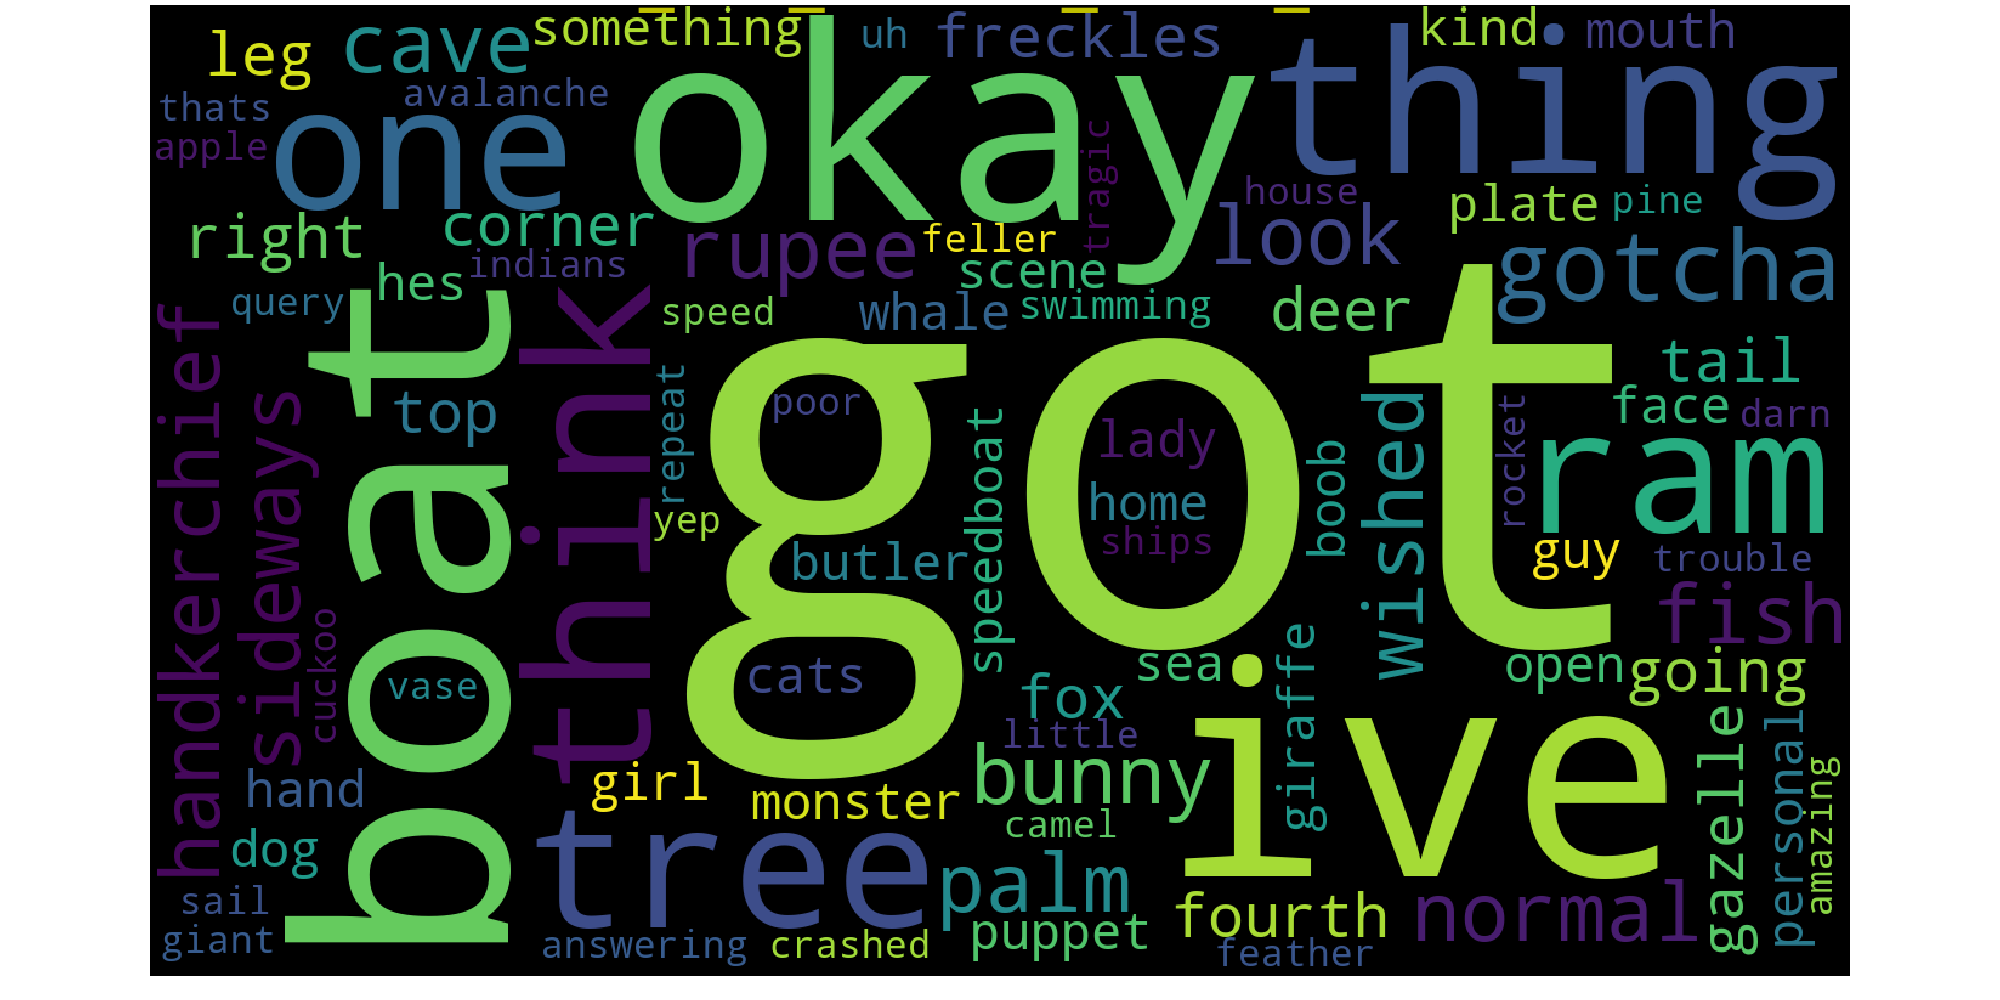 something
uh
freckles
kind
mouth
leg
cave
okay
thing
thats
avalanche
apple
one
tragic
house
plate
pine
right
corner
rupee
feller
look
gotcha
hes
indians
scene
query
speed
whale
swimming
deer
handkerchief
sideways
boat
think
got
tail
top
repeat
poor
speedboat
lady
boob
wished
rocket
face
darn
ram
yep
home
ships
guy
trouble
butler
fish
cuckoo
vase
cats
sea
giraffe
open
going
fox
ive
little
gazelle
personal
amazing
hand
girl
monster
bunny
camel
dog
tree
palm
fourth
normal
sail
giant
answering
crashed
puppet
feather